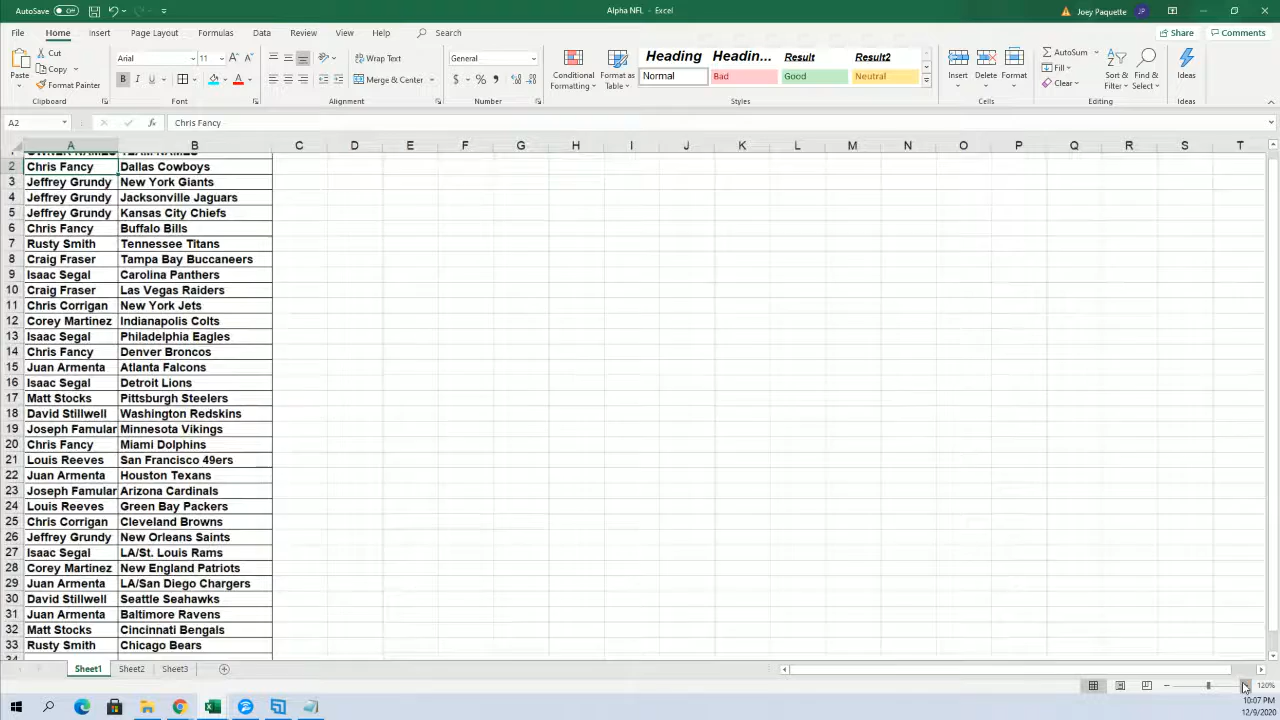 AutoSave Off Alpha NFL - Excel Joey Paquette JP
File Home Insert Page Layout Formulas Data Review View Help Search Share Comments
Paste Cut Copy Format Painter Clipboard
Arial 11 A A B I U A Font
Wrap Text Merge & Center Alignment
General $ % , Number
Conditional Formatting Format as Table
Heading Headin... Result Result2
Normal Bad Good Neutral
Styles
Insert Delete Format Cells
AutoSum Fill Clear Sort & Filter Find & Select Editing
Ideas Ideas
A2 fx Chris Fancy
A B C D E F G H I J K L M N O P Q R S T
2 Chris Fancy Dallas Cowboys
3 Jeffrey Grundy New York Giants
4 Jeffrey Grundy Jacksonville Jaguars
5 Jeffrey Grundy Kansas City Chiefs
6 Chris Fancy Buffalo Bills
7 Rusty Smith Tennessee Titans
8 Craig Fraser Tampa Bay Buccaneers
9 Isaac Segal Carolina Panthers
10 Craig Fraser Las Vegas Raiders
11 Chris Corrigan New York Jets
12 Corey Martinez Indianapolis Colts
13 Isaac Segal Philadelphia Eagles
14 Chris Fancy Denver Broncos
15 Juan Armenta Atlanta Falcons
16 Isaac Segal Detroit Lions
17 Matt Stocks Pittsburgh Steelers
18 David Stillwell Washington Redskins
19 Joseph Famular Minnesota Vikings
20 Chris Fancy Miami Dolphins
21 Louis Reeves San Francisco 49ers
22 Juan Armenta Houston Texans
23 Joseph Famular Arizona Cardinals
24 Louis Reeves Green Bay Packers
25 Chris Corrigan Cleveland Browns
26 Jeffrey Grundy New Orleans Saints
27 Isaac Segal LA/St. Louis Rams
28 Corey Martinez New England Patriots
29 Juan Armenta LA/San Diego Chargers
30 David Stillwell Seattle Seahawks
31 Juan Armenta Baltimore Ravens
32 Matt Stocks Cincinnati Bengals
33 Rusty Smith Chicago Bears
Sheet1 Sheet2 Sheet3
120%
10:07 PM
12/9/2020